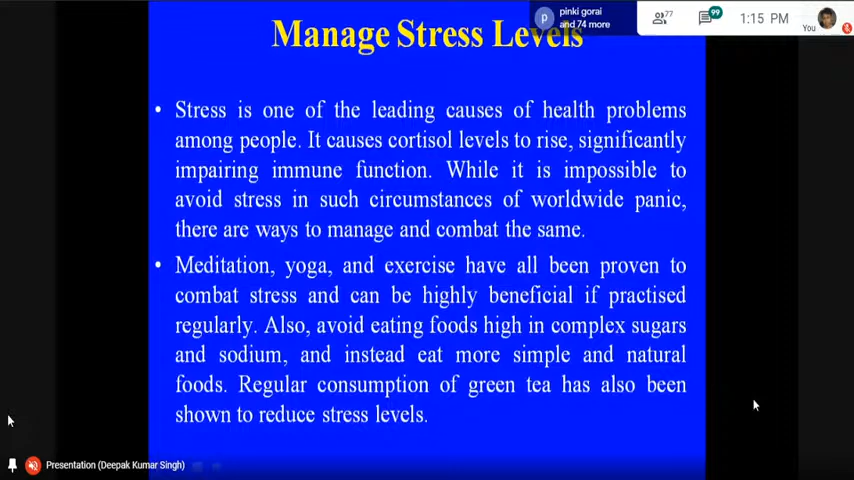 pinki gorai
and 74 more
77
99
1:15 PM
P
You
Manage Stress Levels
• Stress is one of the leading causes of health problems
among people. It causes cortisol levels to rise, significantly
impairing immune function. While it is impossible to
avoid stress in such circumstances of worldwide panic,
there are ways to manage and combat the same.
• Meditation, yoga, and exercise have all been proven to
combat stress and can be highly beneficial if practised
regularly. Also, avoid eating foods high in complex sugars
and sodium, and instead eat more simple and natural
foods. Regular consumption of green tea has also been
shown to reduce stress levels.
Presentation (Deepak Kumar Singh)